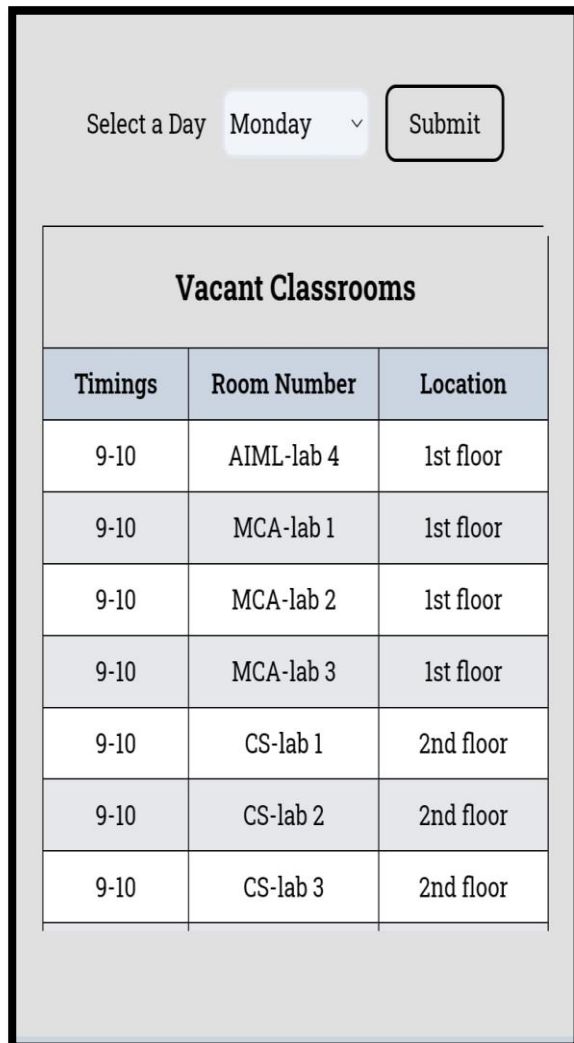 Select a Day Monday Submit
Vacant Classrooms
Timings Room Number Location
9-10 AIML-lab 4 1st floor
9-10 MCA-lab 1 1st floor
9-10 MCA-lab 2 1st floor
9-10 MCA-lab 3 1st floor
9-10 CS-lab 1 2nd floor
9-10 CS-lab 2 2nd floor
9-10 CS-lab 3 2nd floor